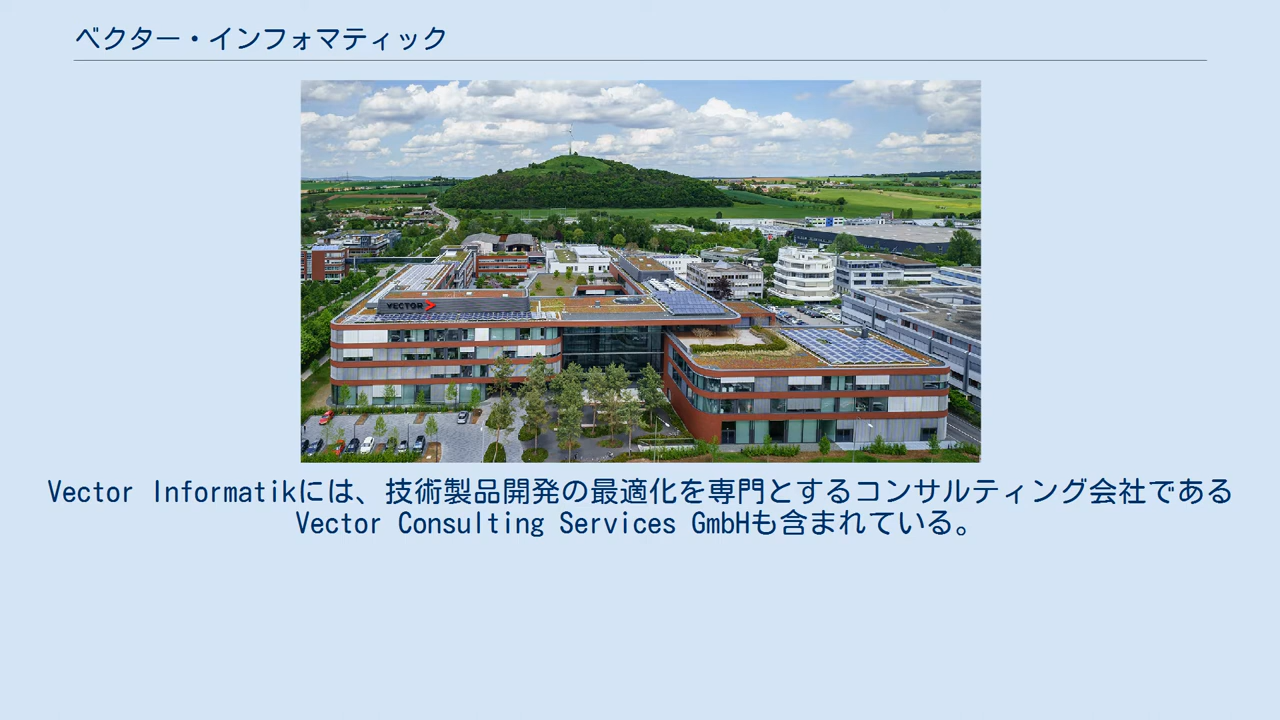 ベクター・インフォマティック
VECTOR
Vector Informatikには、技術製品開発の最適化を専門とするコンサルティング会社である
Vector Consulting Services GmbHも含まれている。